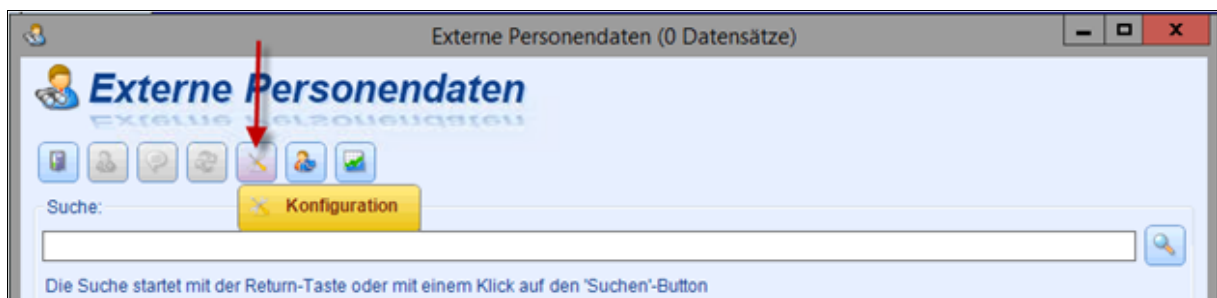 Externe Personendaten (0 Datensätze)
Externe Personendaten
Konfiguration
Suche:
Die Suche startet mit der Return-Taste oder mit einem Klick auf den 'Suchen'-Button